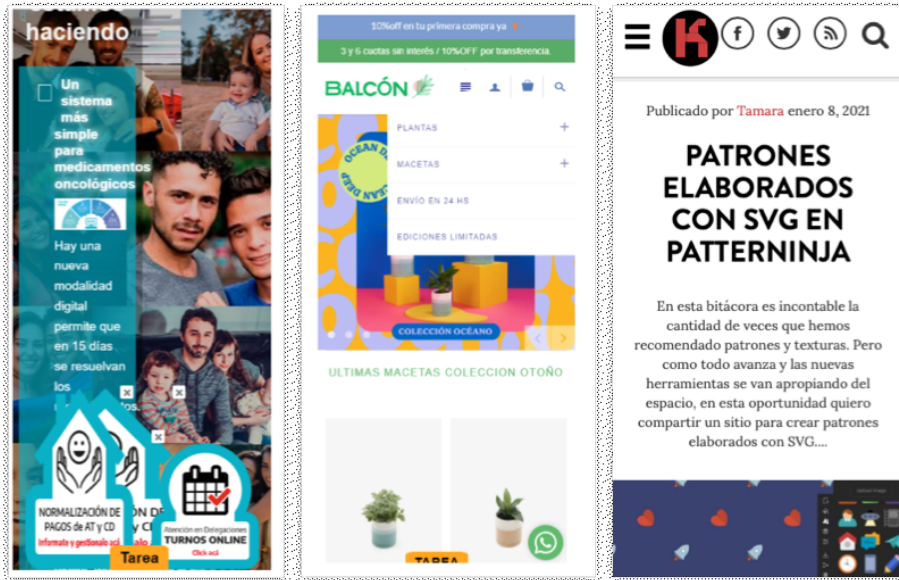 haciendo
Un
sistema
más
simple
para
medicamentos
oncológicos
Hay una
nueva
modalidad
digital
permite que
en 15 días
se resuelvan
los
tos.
NORMALIZACIÓN DE
PAGOS de AT y CD
Informate y gestionalo acá
ÓN DE
y CD
Atención en Delegaciones
TURNOS ONLINE
Click acá
Tarea
10%off en tu primera compra ya
3 y 6 cuotas sin interés / 10%OFF por transferencia.
BALCÓN
PLANTAS
MACETAS
ENVÍO EN 24 HS
EDICIONES LIMITADAS
COLECCIÓN OCÉANO
ULTIMAS MACETAS COLECCION OTOÑO
TAREA
Publicado por Tamara enero 8, 2021
PATRONES
ELABORADOS
CON SVG EN
PATTERNINJA
En esta bitácora es incontable la
cantidad de veces que hemos
recomendado patrones y texturas. Pero
como todo avanza y las nuevas
herramientas se van apropiando del
espacio, en esta oportunidad quiero
compartir un sitio para crear patrones
elaborados con SVG....